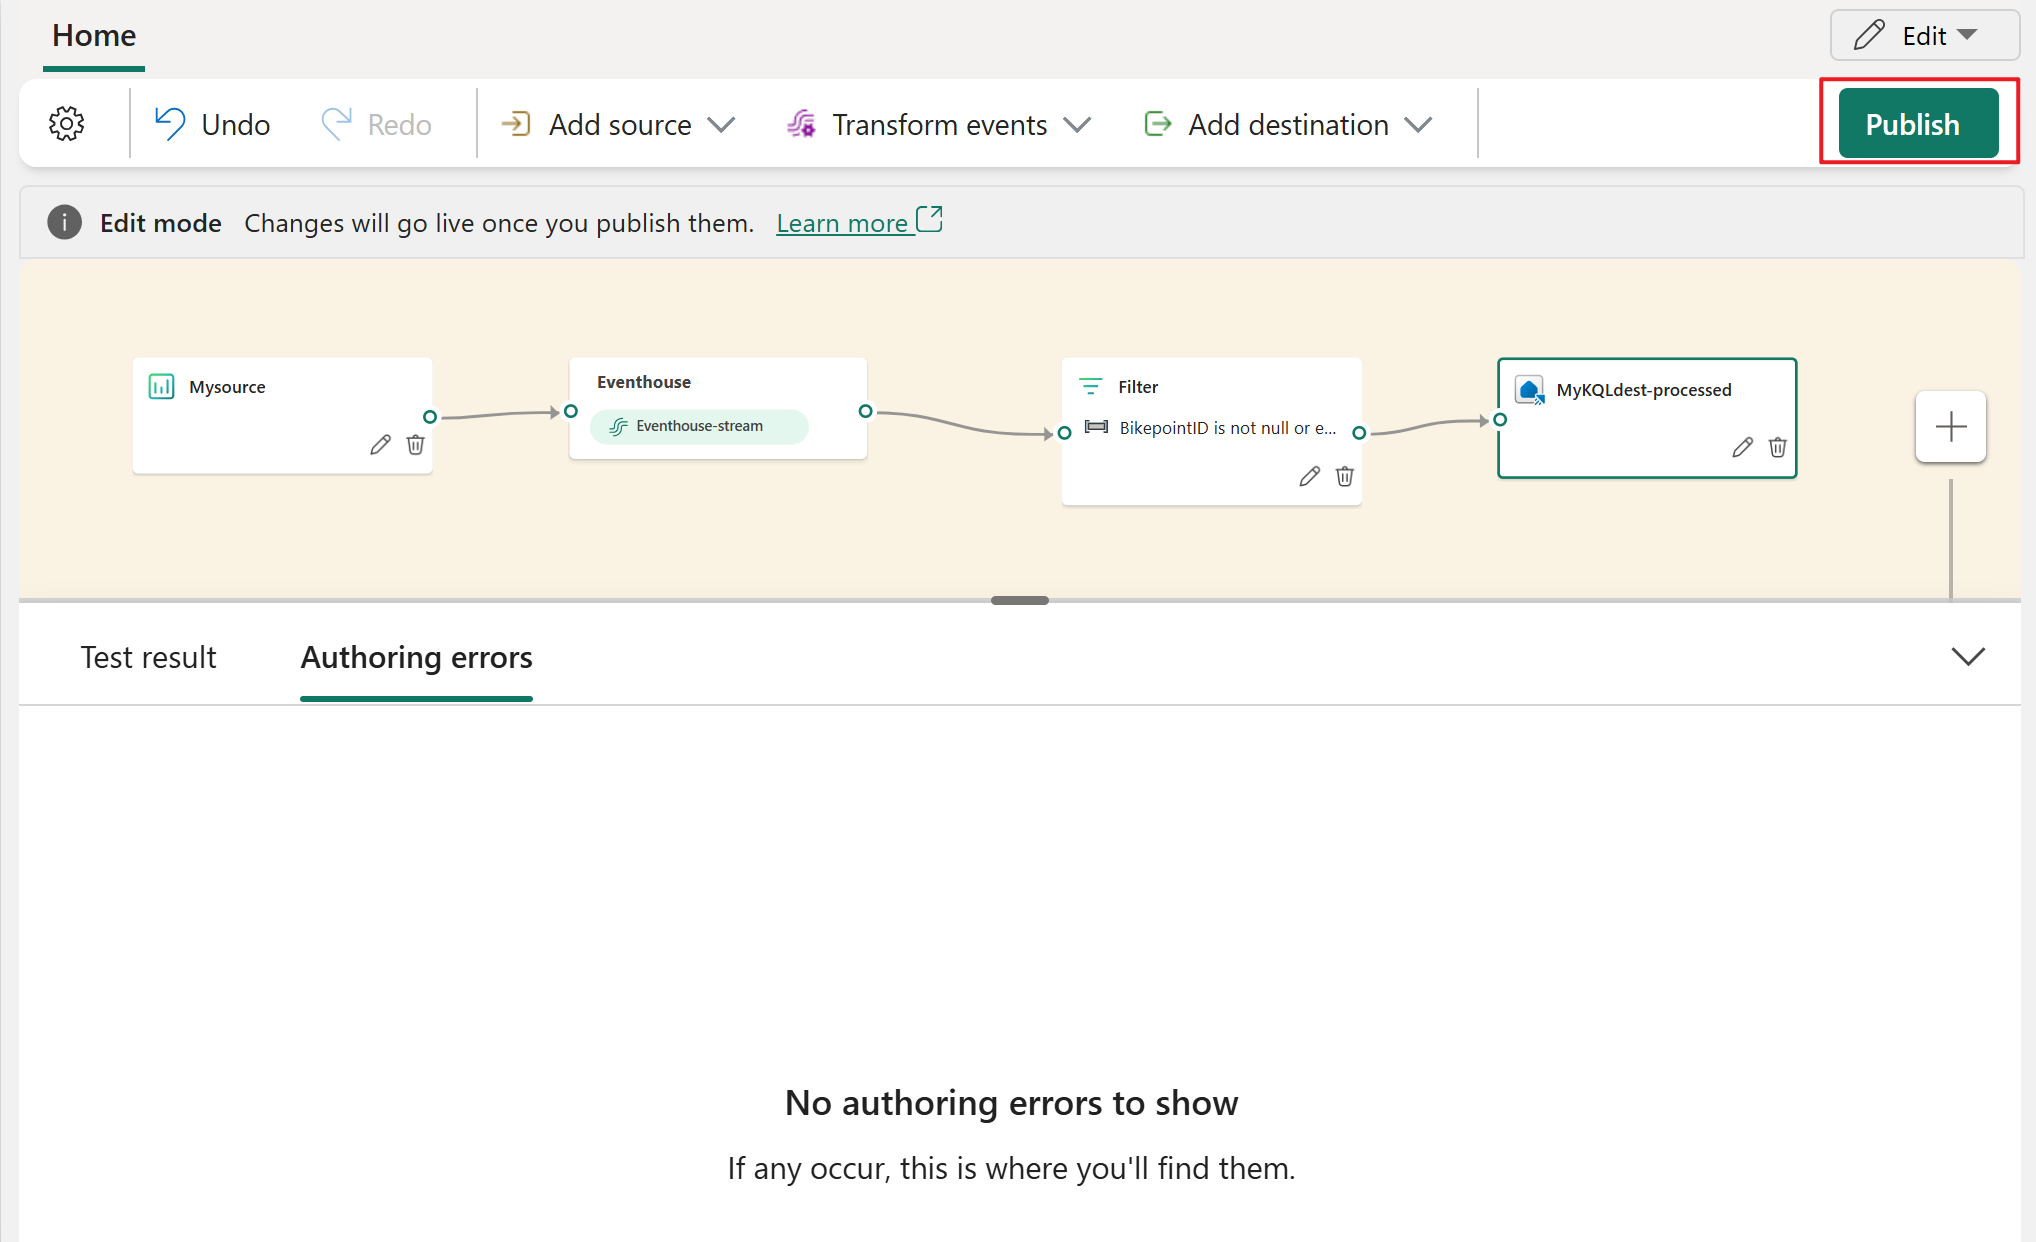 Home
Edit
Undo
Redo
Add source
Transform events
Add destination
Publish
Edit mode Changes will go live once you publish them. Learn more
Mysource
Eventhouse
Eventhouse-stream
Filter
BikepointID is not null or e...
MyKQLdest-processed
Test result
Authoring errors
No authoring errors to show
If any occur, this is where you'll find them.